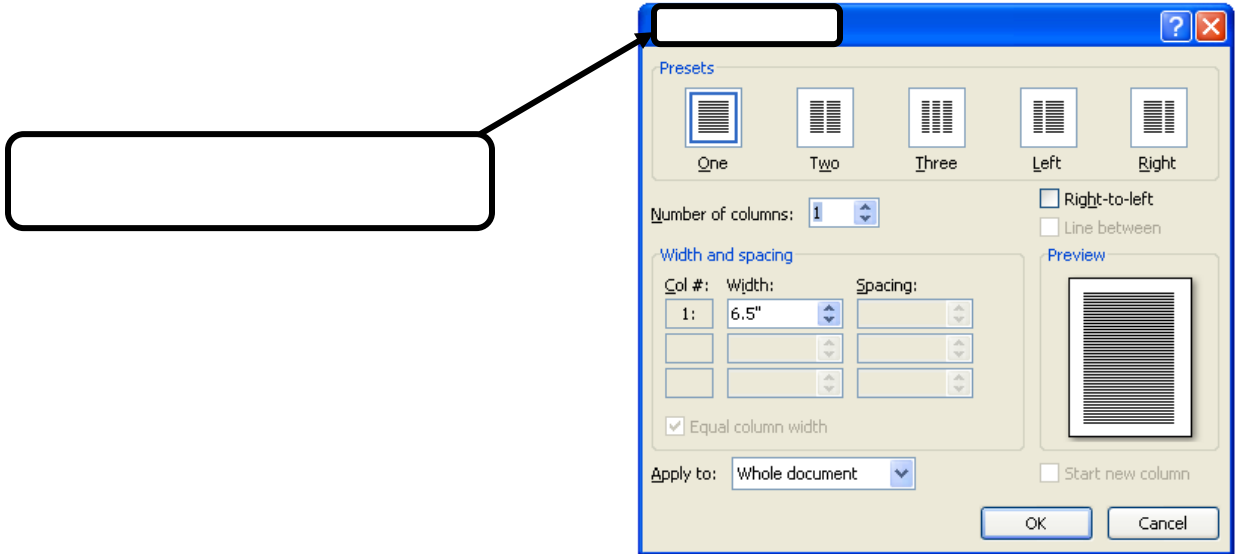 Presets
One Two Three Left Right
Number of columns: 1 Right-to-left
Line between
Width and spacing Preview
Col #: Width: Spacing:
1: 6.5"
Equal column width
Apply to: Whole document Start new column
OK Cancel